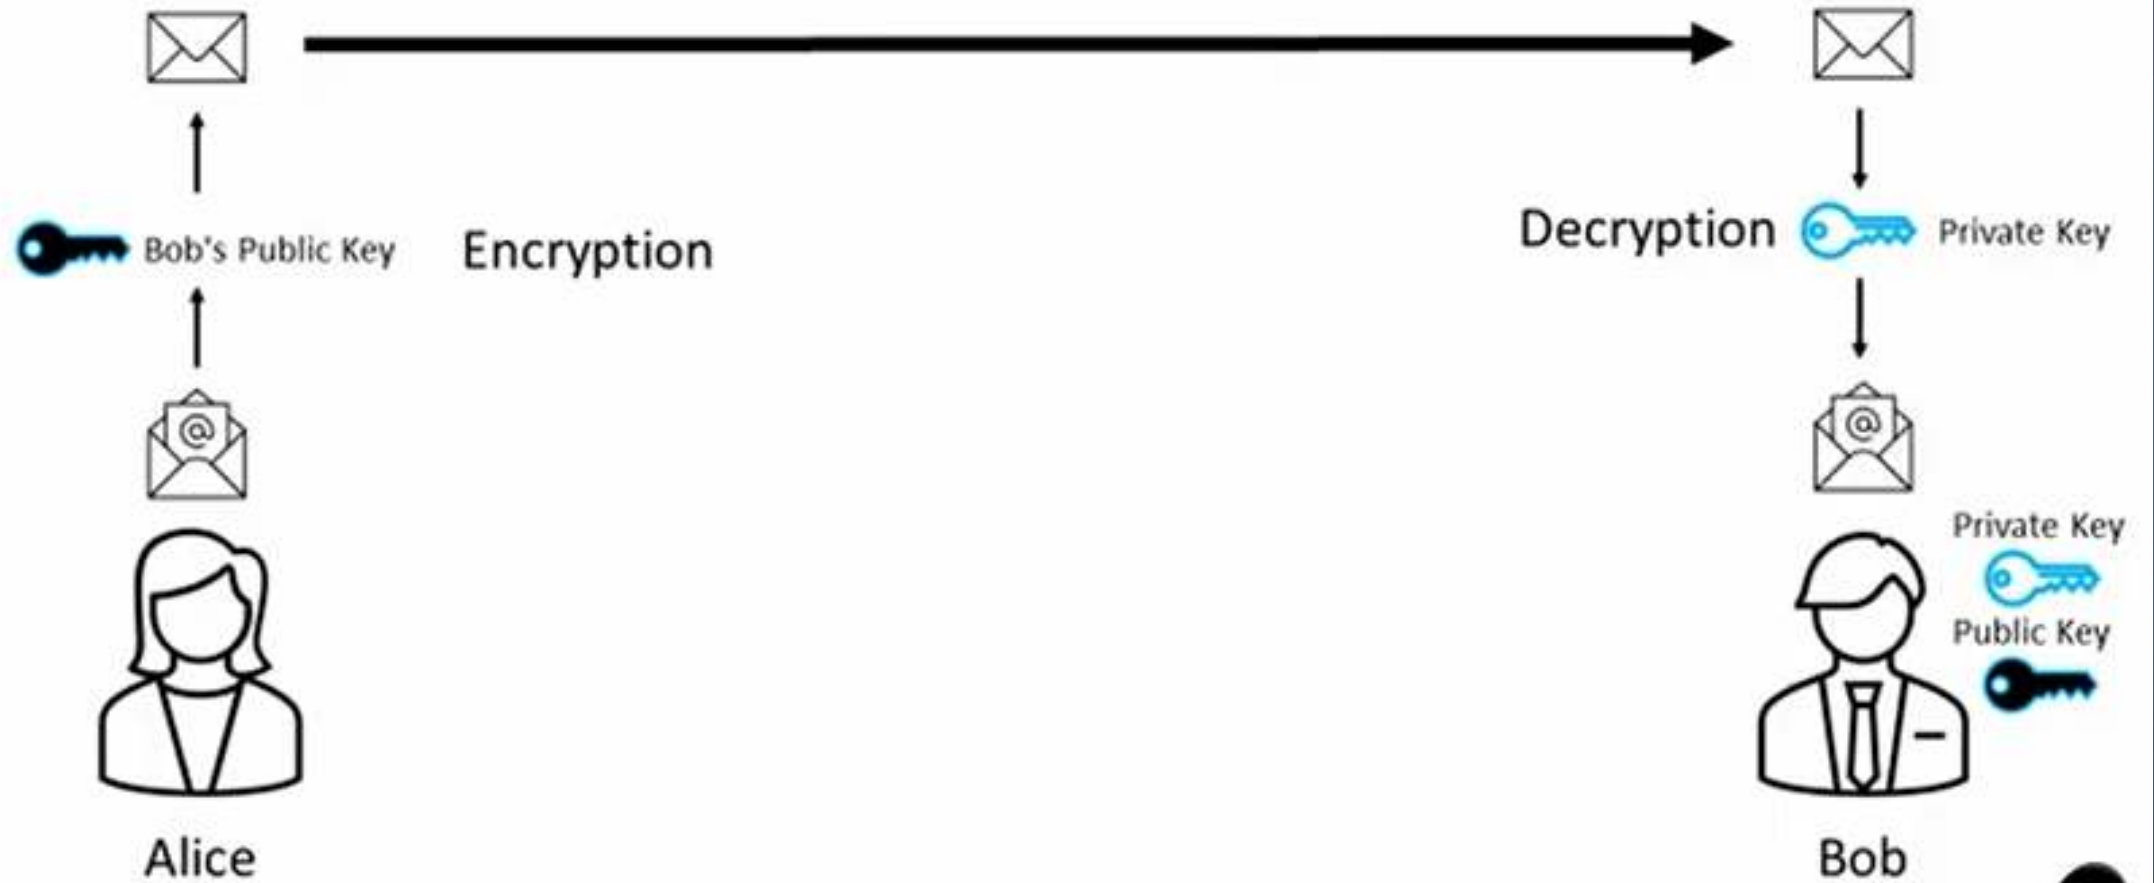 Bob's Public Key
Encryption
Decryption
Private Key
@
@
Private Key
Public Key
Alice
Bob